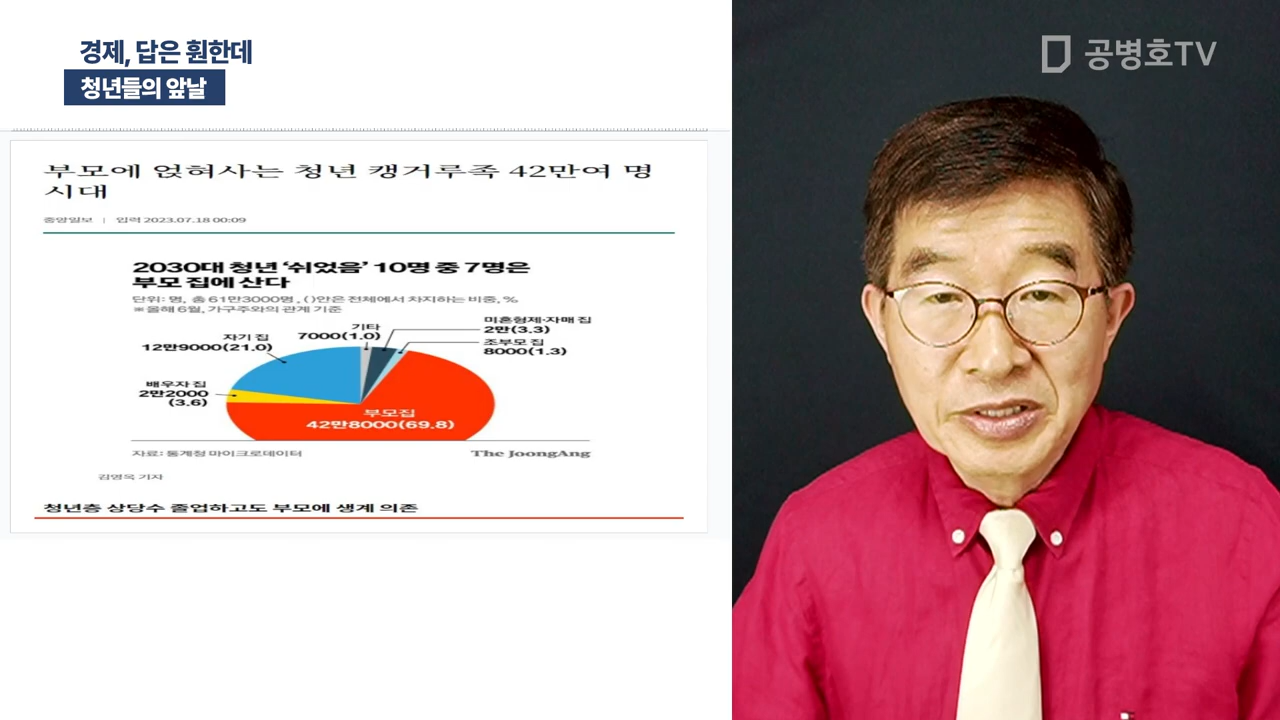 경제, 답은 훤한데
청년들의 앞날
공병호TV
부모에 얹혀사는 청년 캥거루족 42만여 명
시대
중앙일보 | 입력 2023.07.18 00:09
2030대 청년 '쉬었음' 10명 중 7명은
부모 집에 산다
단위: 명, 총 61만3000명, ( )안은 전체에서 차지하는 비중, %
※올해 6월, 가구주와의 관계 기준
미혼형제·자매 집
2만(3.3)
기타
7000(1.0)
자기 집
12만9000(21.0)
조부모 집
8000(1.3)
배우자 집
2만2000
(3.6)
부모집
42만8000(69.8)
자료: 통계청 마이크로데이터
The JoongAng
김영옥 기자
청년층 상당수 졸업하고도 부모에 생계 의존